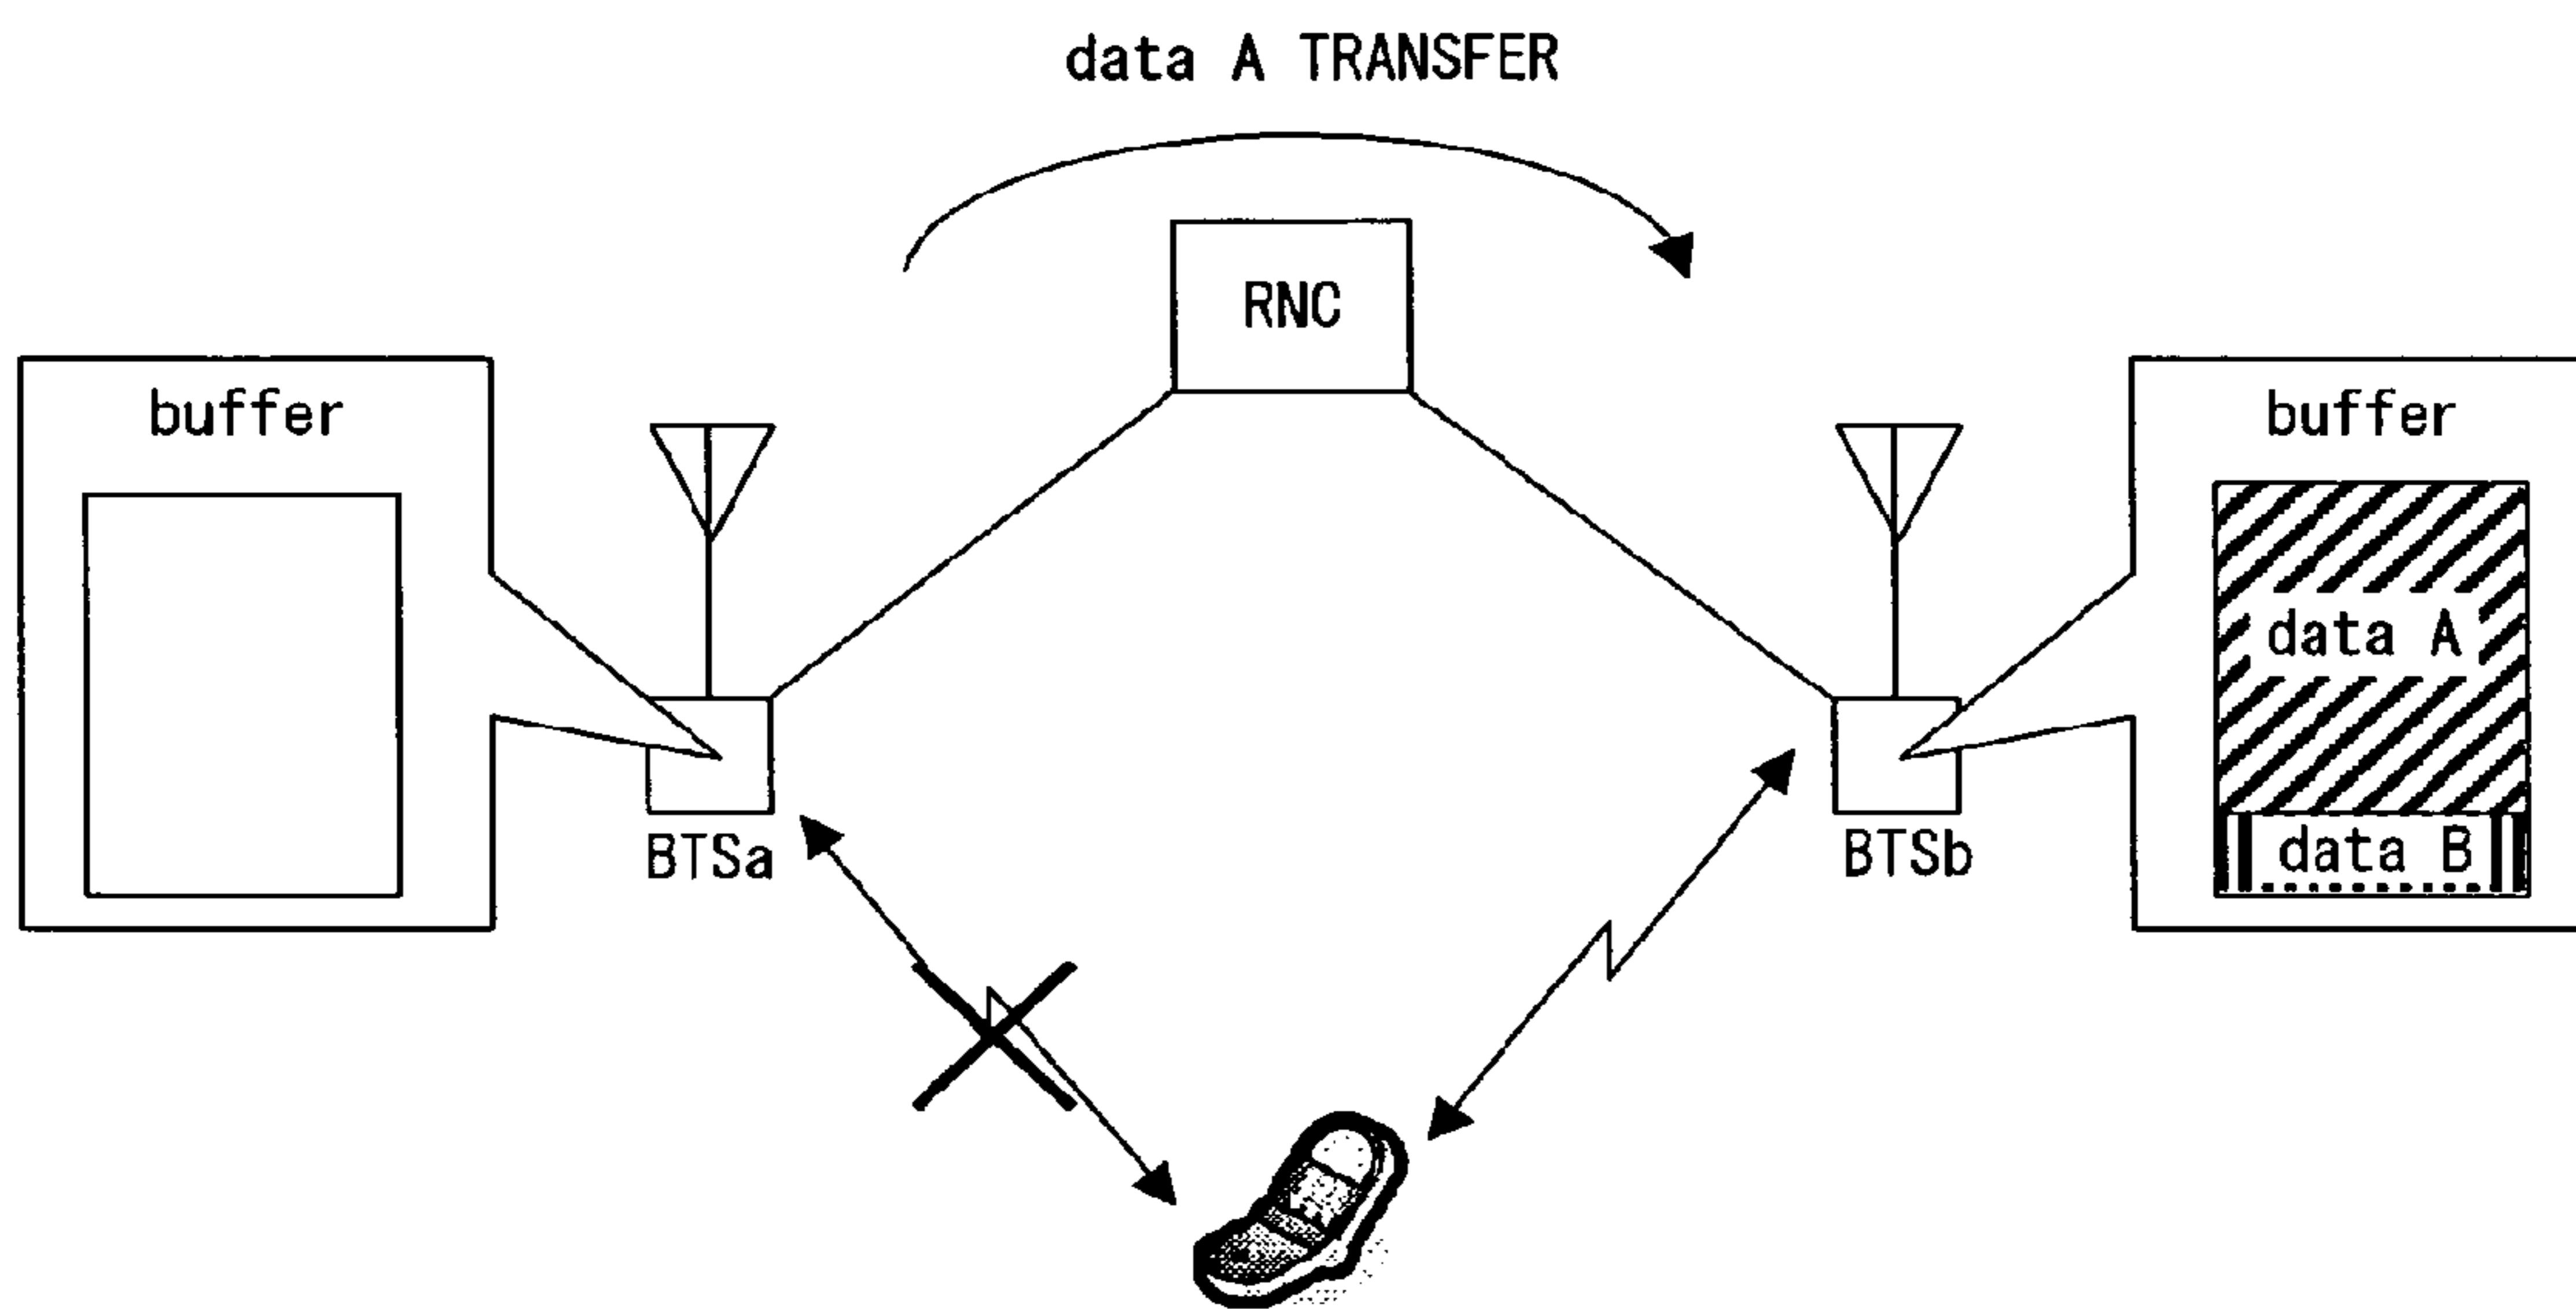 data A TRANSFER
RNC
buffer
buffer
data A
data B
BTSa
BTSb